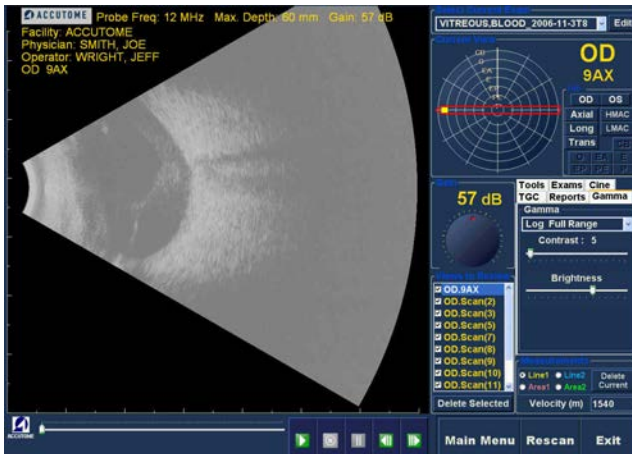 ACCUTOME
Probe Freq: 12 MHz Max. Depth: 60 mm Gain: 57 dB
Facility: ACCUTOME
Physician: SMITH, JOE
Operator: WRIGHT, JEFF
OD 9AX
VITREOUS,BLOOD_2006-11-3T8
Edit
OD
9AX
OD OS
Axial HMAC
Long LMAC
Trans
57 dB
Tools Exams Cine
TGC Reports Gamma
Gamma
Log Full Range
Contrast : 5
Brightness
OD.9AX
OD.Scan(2)
OD.Scan(3)
OD.Scan(5)
OD.Scan(7)
OD.Scan(8)
OD.Scan(9)
OD.Scan(10)
OD.Scan(11)
Delete Selected
Line1 Line2
Area1 Area2
Delete Current
Velocity (m) 1540
ACCUTOME
Main Menu Rescan Exit